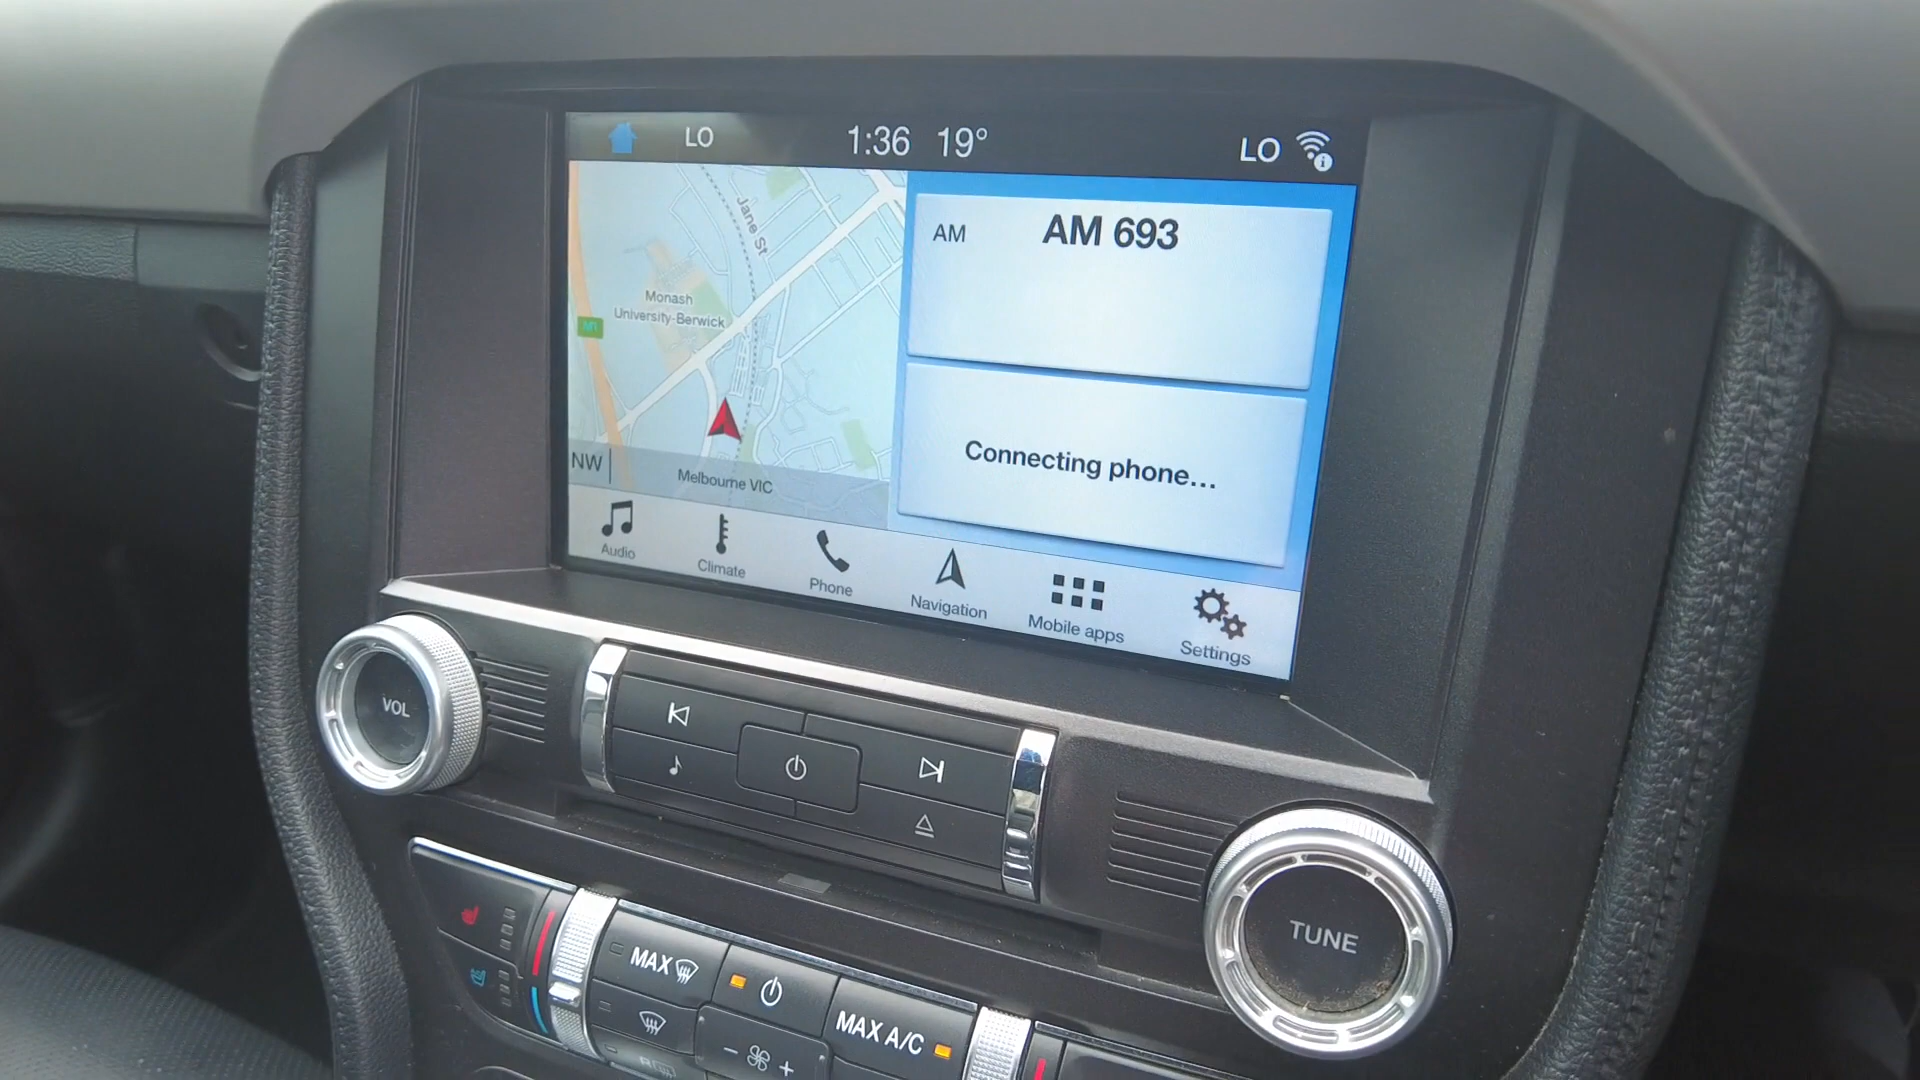 LO
1:36 19°
LO
Jane St
Monash
University-Berwick
M1
AM
AM 693
Connecting phone...
NW
Melbourne VIC
Audio
Climate
Phone
Navigation
Mobile apps
Settings
VOL
TUNE
MAX
MAX A/C
- +